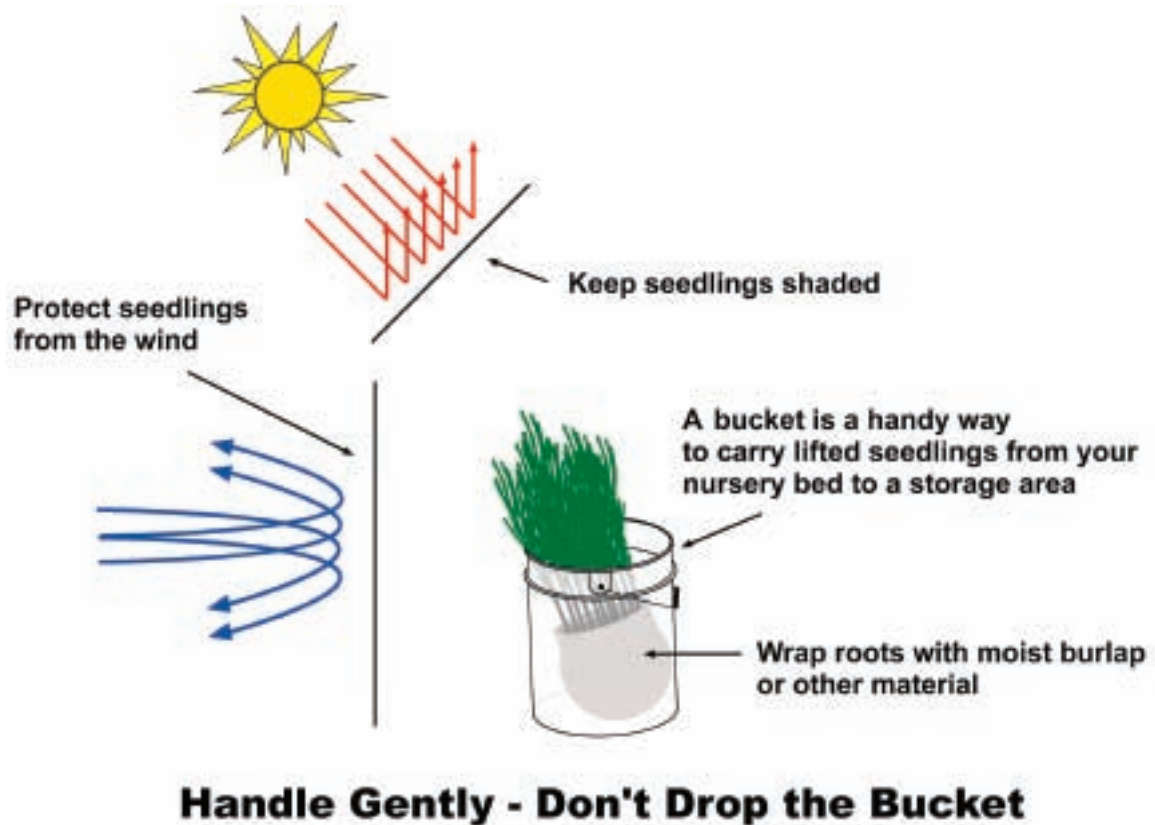 Keep seedlings shaded
Protect seedlings
from the wind
A bucket is a handy way
to carry lifted seedlings from your
nursery bed to a storage area
Wrap roots with moist burlap
or other material
Handle Gently - Don't Drop the Bucket